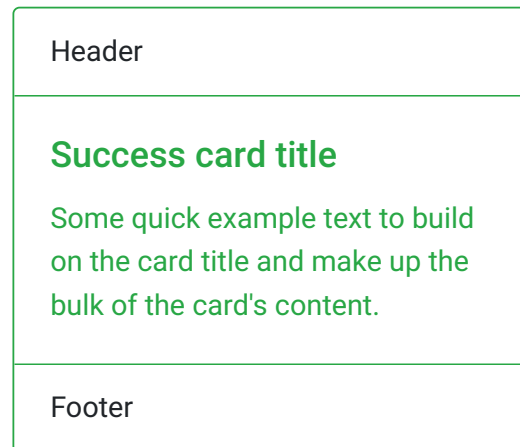 Header
Success card title
Some quick example text to build
on the card title and make up the
bulk of the card's content.
Footer